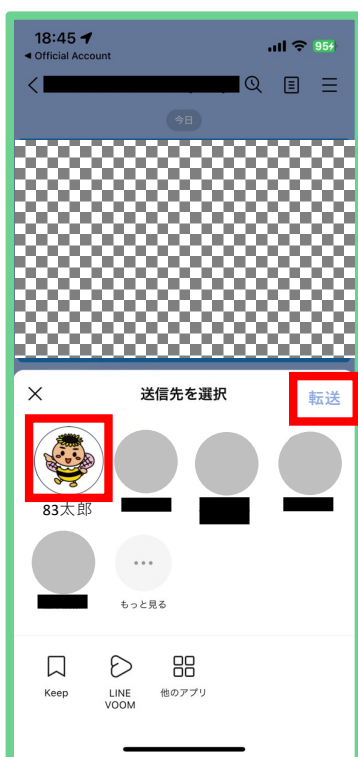 18:45
95
◀ Official Account
今日
送信先を選択
転送
83太郎
もっと見る
Keep
LINE
VOOM
他のアプリ